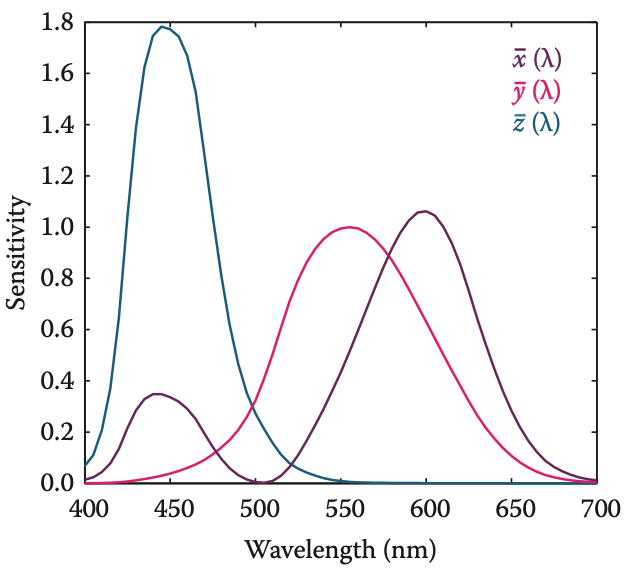 1.8
1.6
1.4
1.2
1.0
0.8
0.6
0.4
0.2
0.0
Sensitivity
x̄ (λ)
ȳ (λ)
z̄ (λ)
400 450 500 550 600 650 700
Wavelength (nm)